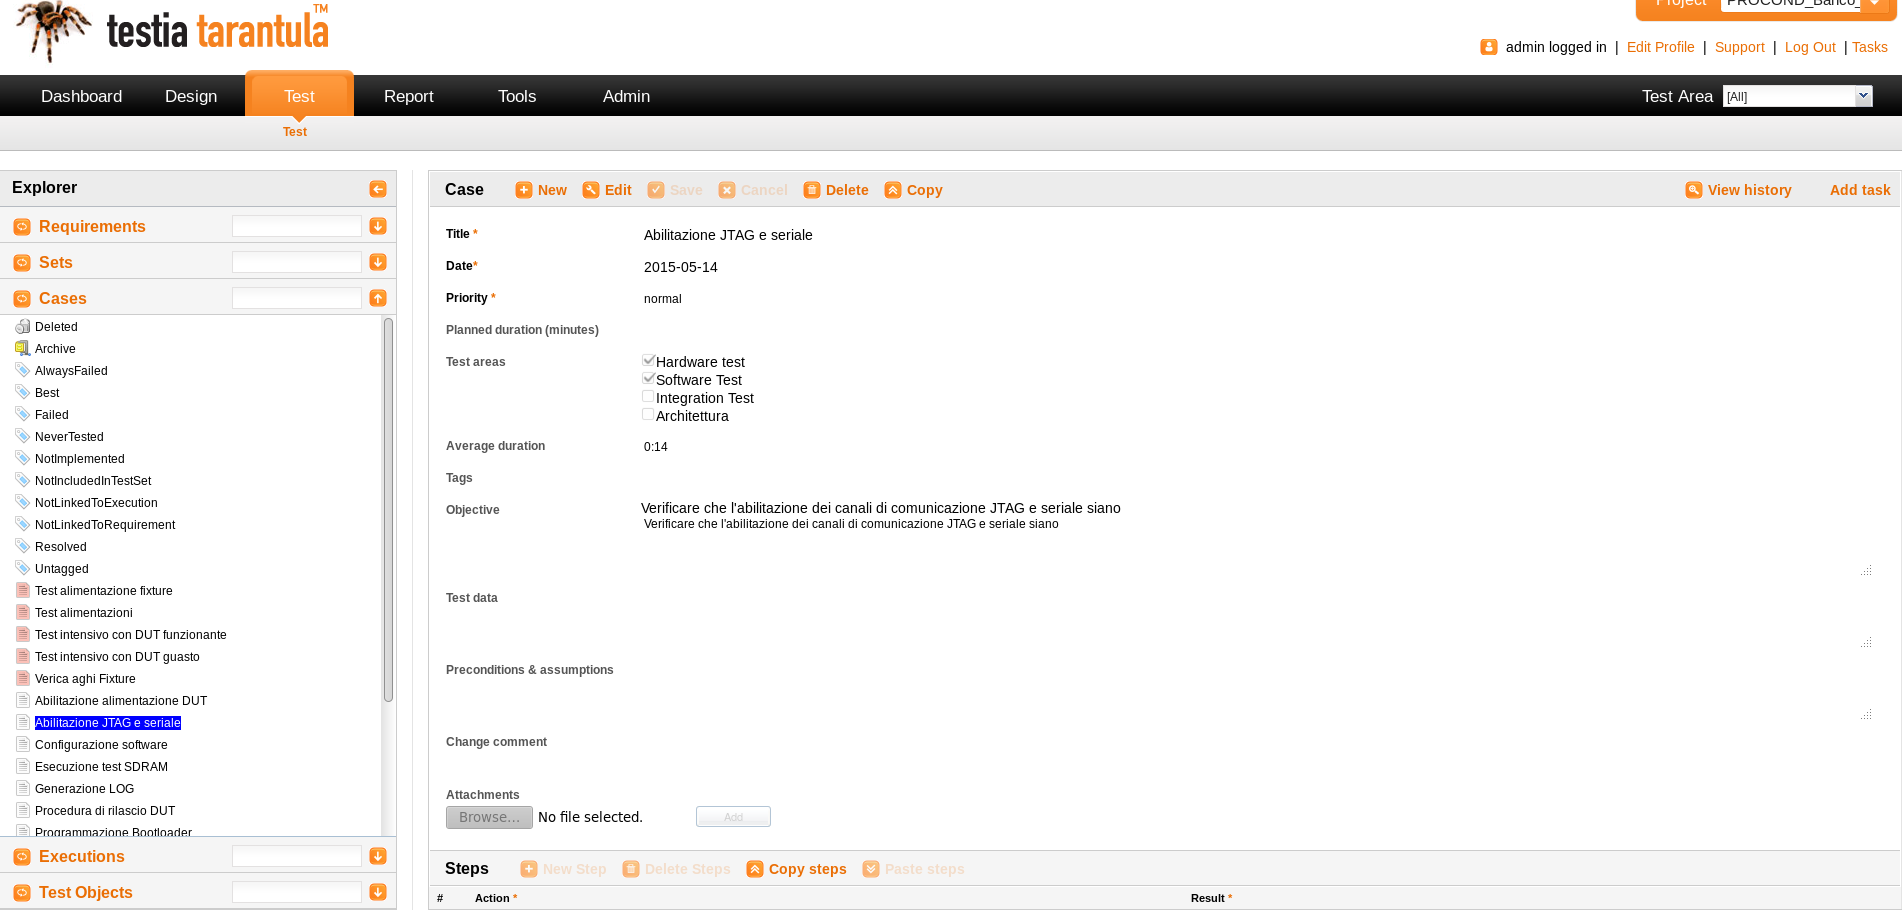 testia tarantula TM
Project PROCOND_Banco_
admin logged in | Edit Profile | Support | Log Out | Tasks
Dashboard Design Test Report Tools Admin Test Area [All]
Test
Explorer
Requirements
Sets
Cases
Deleted
Archive
AlwaysFailed
Best
Failed
NeverTested
NotImplemented
NotIncludedInTestSet
NotLinkedToExecution
NotLinkedToRequirement
Resolved
Untagged
Test alimentazione fixture
Test alimentazioni
Test intensivo con DUT funzionante
Test intensivo con DUT guasto
Verica aghi Fixture
Abilitazione alimentazione DUT
Abilitazione JTAG e seriale
Configurazione software
Esecuzione test SDRAM
Generazione LOG
Procedura di rilascio DUT
Programmazione Bootloader
Executions
Test Objects
Case New Edit Save Cancel Delete Copy View history Add task
Title * Abilitazione JTAG e seriale
Date* 2015-05-14
Priority * normal
Planned duration (minutes)
Test areas Hardware test
Software Test
Integration Test
Architettura
Average duration 0:14
Tags
Objective Verificare che l'abilitazione dei canali di comunicazione JTAG e seriale siano
Verificare che l'abilitazione dei canali di comunicazione JTAG e seriale siano
Test data
Preconditions & assumptions
Change comment
Attachments
Browse... No file selected. Add
Steps New Step Delete Steps Copy steps Paste steps
# Action * Result *